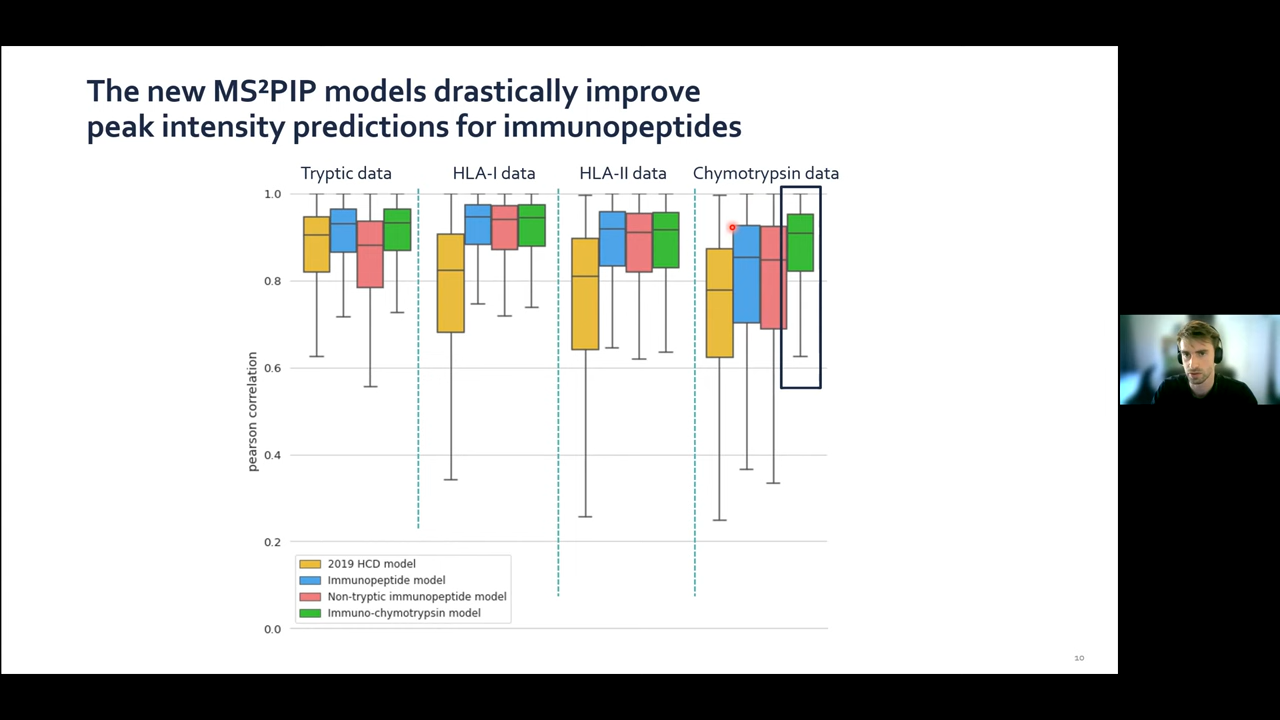 The new MS²PIP models drastically improve
peak intensity predictions for immunopeptides
Tryptic data
HLA-I data
HLA-II data
Chymotrypsin data
1.0
0.8
0.6
0.4
0.2
0.0
pearson correlation
2019 HCD model
Immunopeptide model
Non-tryptic immunopeptide model
Immuno-chymotrypsin model
10